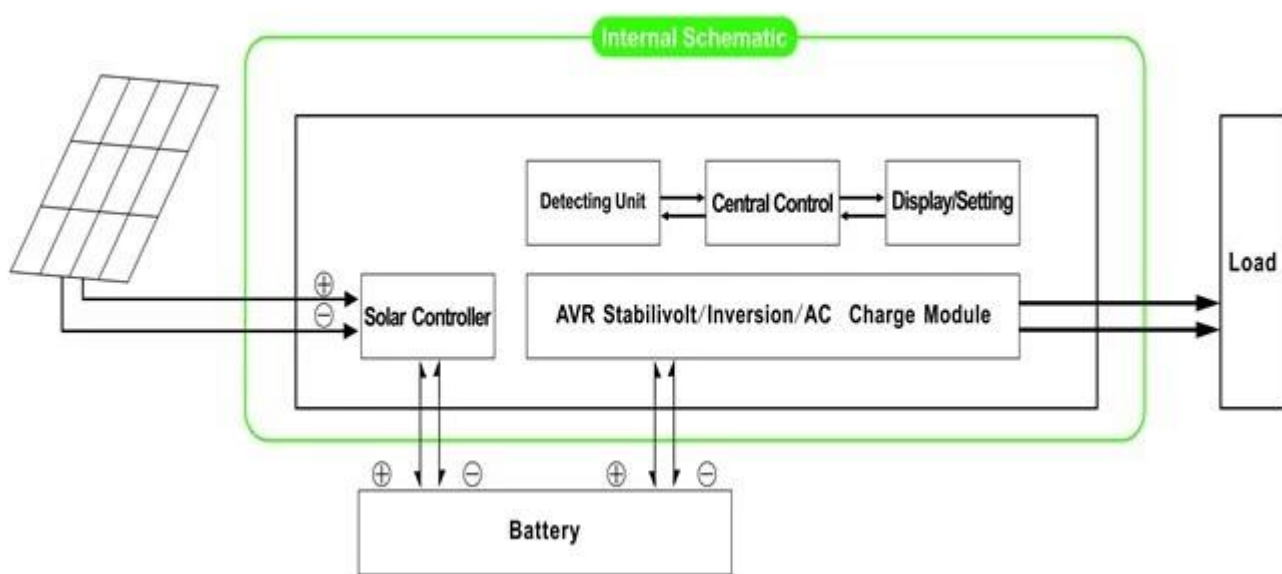 Internal Schematic
Detecting Unit
Central Control
Display/Setting
Load
⊕
⊖
Solar Controller
AVR Stabilivolt/Inversion/AC Charge Module
⊕ ⊖ ⊕ ⊖
Battery